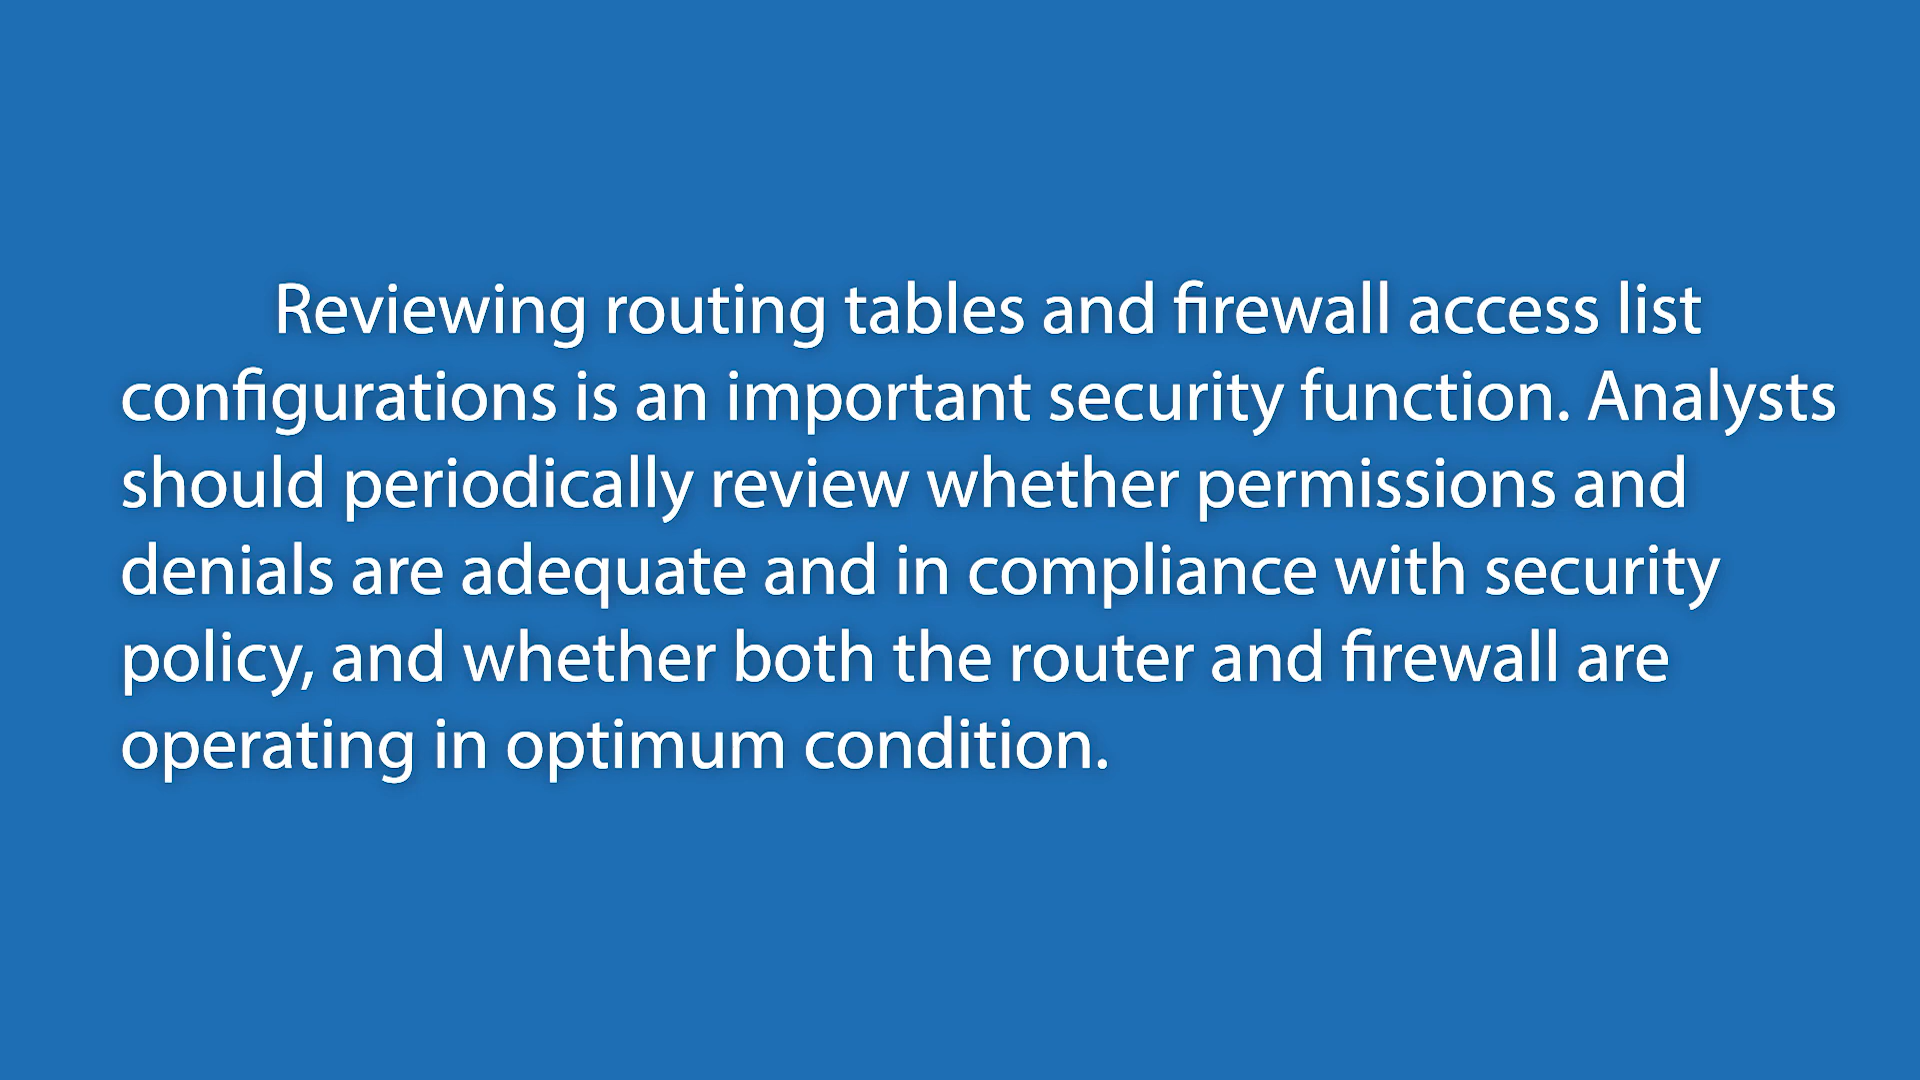 Reviewing routing tables and firewall access list
configurations is an important security function. Analysts
should periodically review whether permissions and
denials are adequate and in compliance with security
policy, and whether both the router and firewall are
operating in optimum condition.